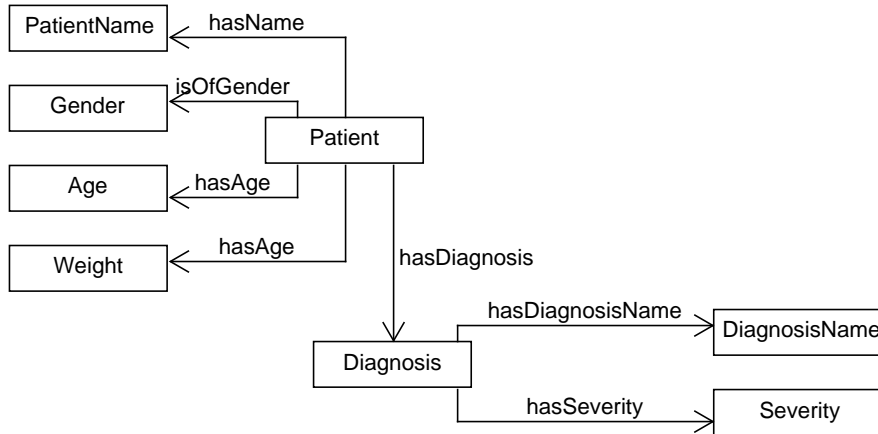 PatientName
hasName
isOfGender
Gender
Patient
Age
hasAge
Weight
hasAge
hasDiagnosis
hasDiagnosisName
DiagnosisName
Diagnosis
hasSeverity
Severity